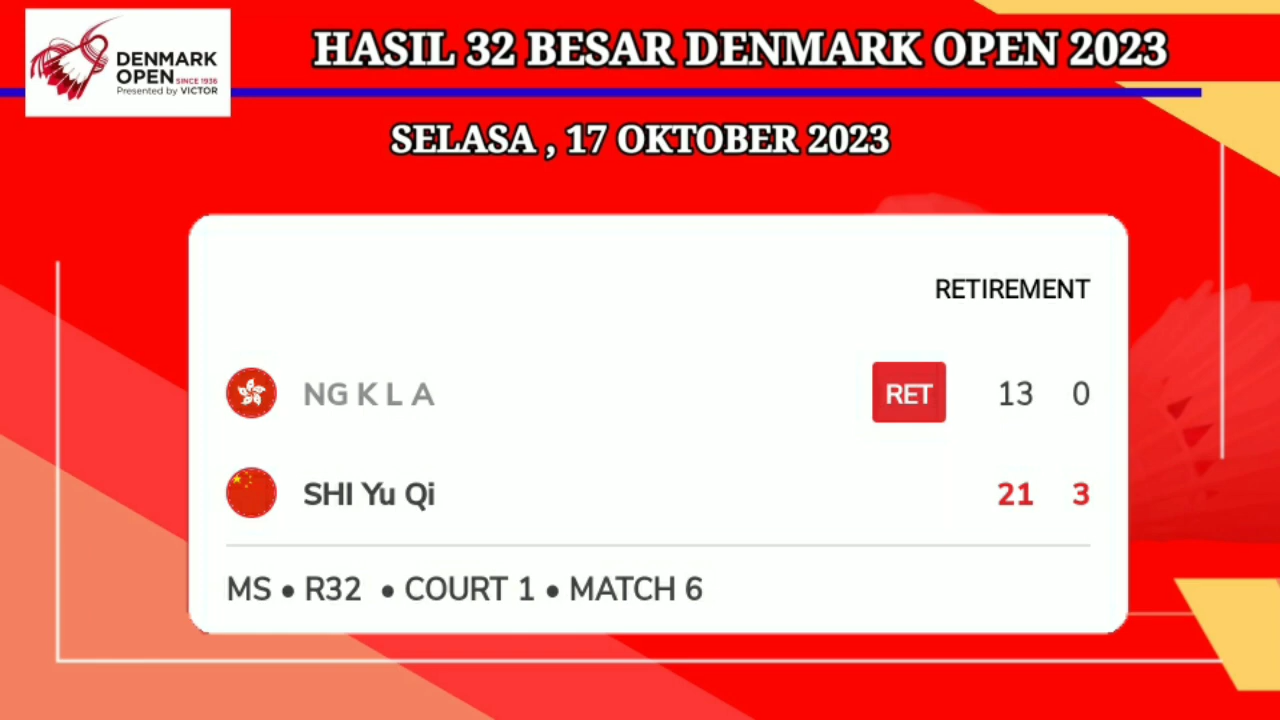 DENMARK
OPEN SINCE 1936
Presented by VICTOR
HASIL 32 BESAR DENMARK OPEN 2023
SELASA , 17 OKTOBER 2023
RETIREMENT
NG K L A RET 13 0
SHI Yu Qi 21 3
MS • R32 • COURT 1 • MATCH 6